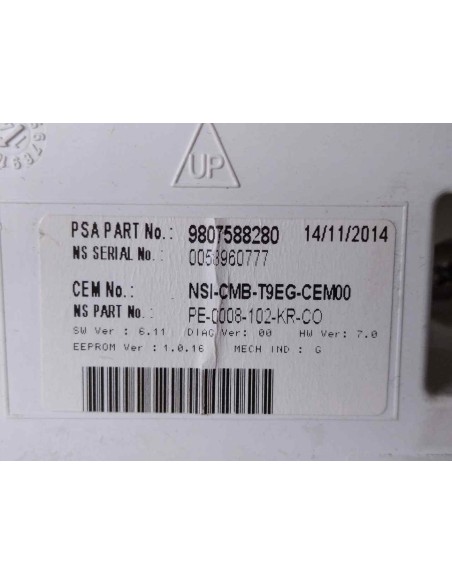 UP
PSA PART No.: 9807588280 14/11/2014
NS SERIAL No.: 0053960777
CEM No.: NSI-CMB-T9EG-CEM00
NS PART No.: PE-0008-102-KR-CO
SW Ver : 6.11 DIAG Ver: 00 HW Ver: 7.0
EEPROM Ver : 1.0.16 MECH IND : G